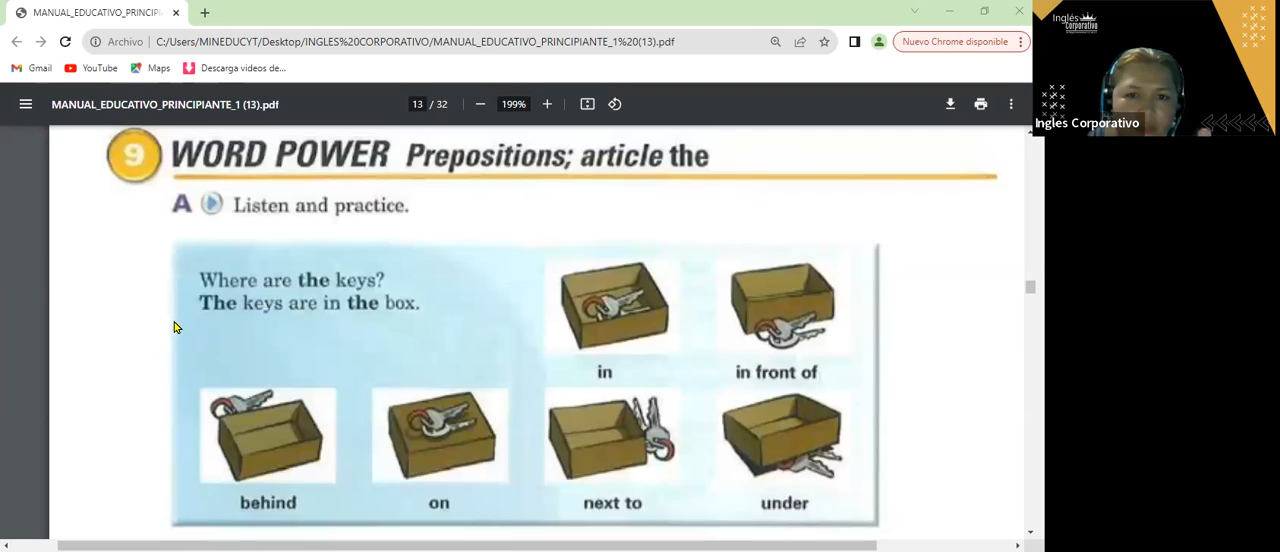 MANUAL_EDUCATIVO_PRINCIPI
Archivo
C:/Users/MINEDUCYT/Desktop/INGLES%20CORPORATIVO/MANUAL_EDUCATIVO_PRINCIPIANTE_1%20(13).pdf
Nuevo Chrome disponible
Gmail
YouTube
Maps
Descarga videos de...
MANUAL_EDUCATIVO_PRINCIPIANTE_1 (13).pdf
13 / 32
199%
Inglés
Corporativo
Ingles Corporativo
9 WORD POWER Prepositions; article the
A Listen and practice.
Where are the keys?
The keys are in the box.
in
in front of
behind
on
next to
under